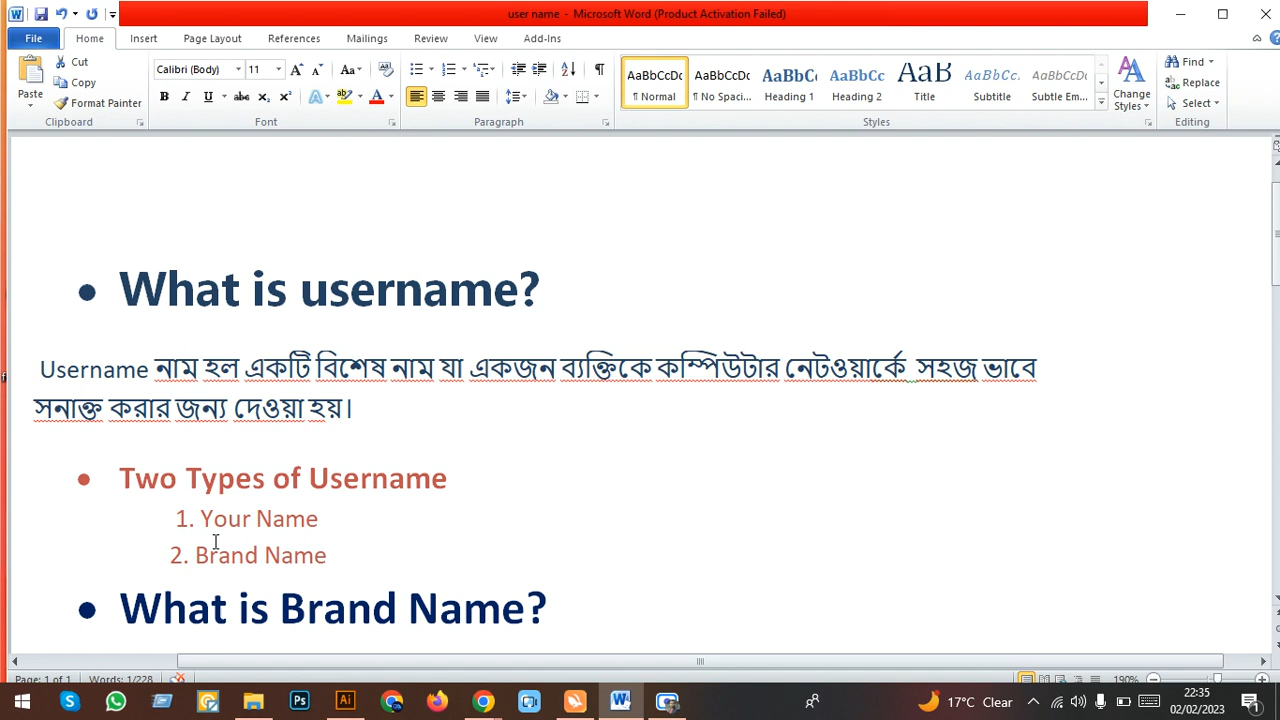 user name - Microsoft Word (Product Activation Failed)
File Home Insert Page Layout References Mailings Review View Add-Ins
Paste
Cut
Copy
Format Painter
Clipboard
Calibri (Body) 11
Font
Paragraph
AaBbCcDc AaBbCcDc AaBbC AaBbCc AaB AaBbCc. AaBbCcDc
¶ Normal ¶ No Spaci... Heading 1 Heading 2 Title Subtitle Subtle Em...
Styles
Change Styles
Find
Replace
Select
Editing
• What is username?
Username নাম হল একটি বিশেষ নাম যা একজন ব্যক্তিকে কম্পিউটার নেটওয়ার্কে সহজ ভাবে
সনাক্ত করার জন্য দেওয়া হয়।
• Two Types of Username
1. Your Name
2. Brand Name
• What is Brand Name?
Page: 1 of 1 Words: 1/228 190%
17°C Clear 22:35
02/02/2023